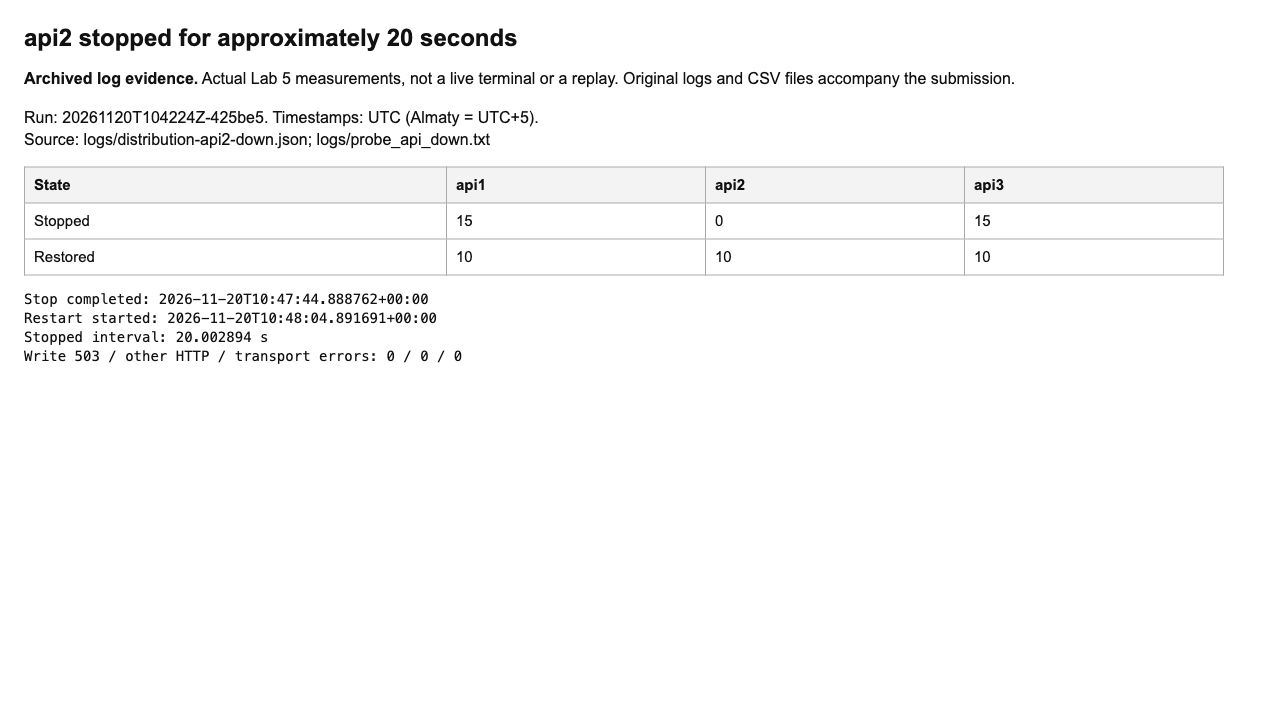 api2 stopped for approximately 20 seconds
Archived log evidence. Actual Lab 5 measurements, not a live terminal or a replay. Original logs and CSV files accompany the submission.
Run: 20261120T104224Z-425be5. Timestamps: UTC (Almaty = UTC+5).
Source: logs/distribution-api2-down.json; logs/probe_api_down.txt
State api1 api2 api3
Stopped 15 0 15
Restored 10 10 10
Stop completed: 2026-11-20T10:47:44.888762+00:00
Restart started: 2026-11-20T10:48:04.891691+00:00
Stopped interval: 20.002894 s
Write 503 / other HTTP / transport errors: 0 / 0 / 0